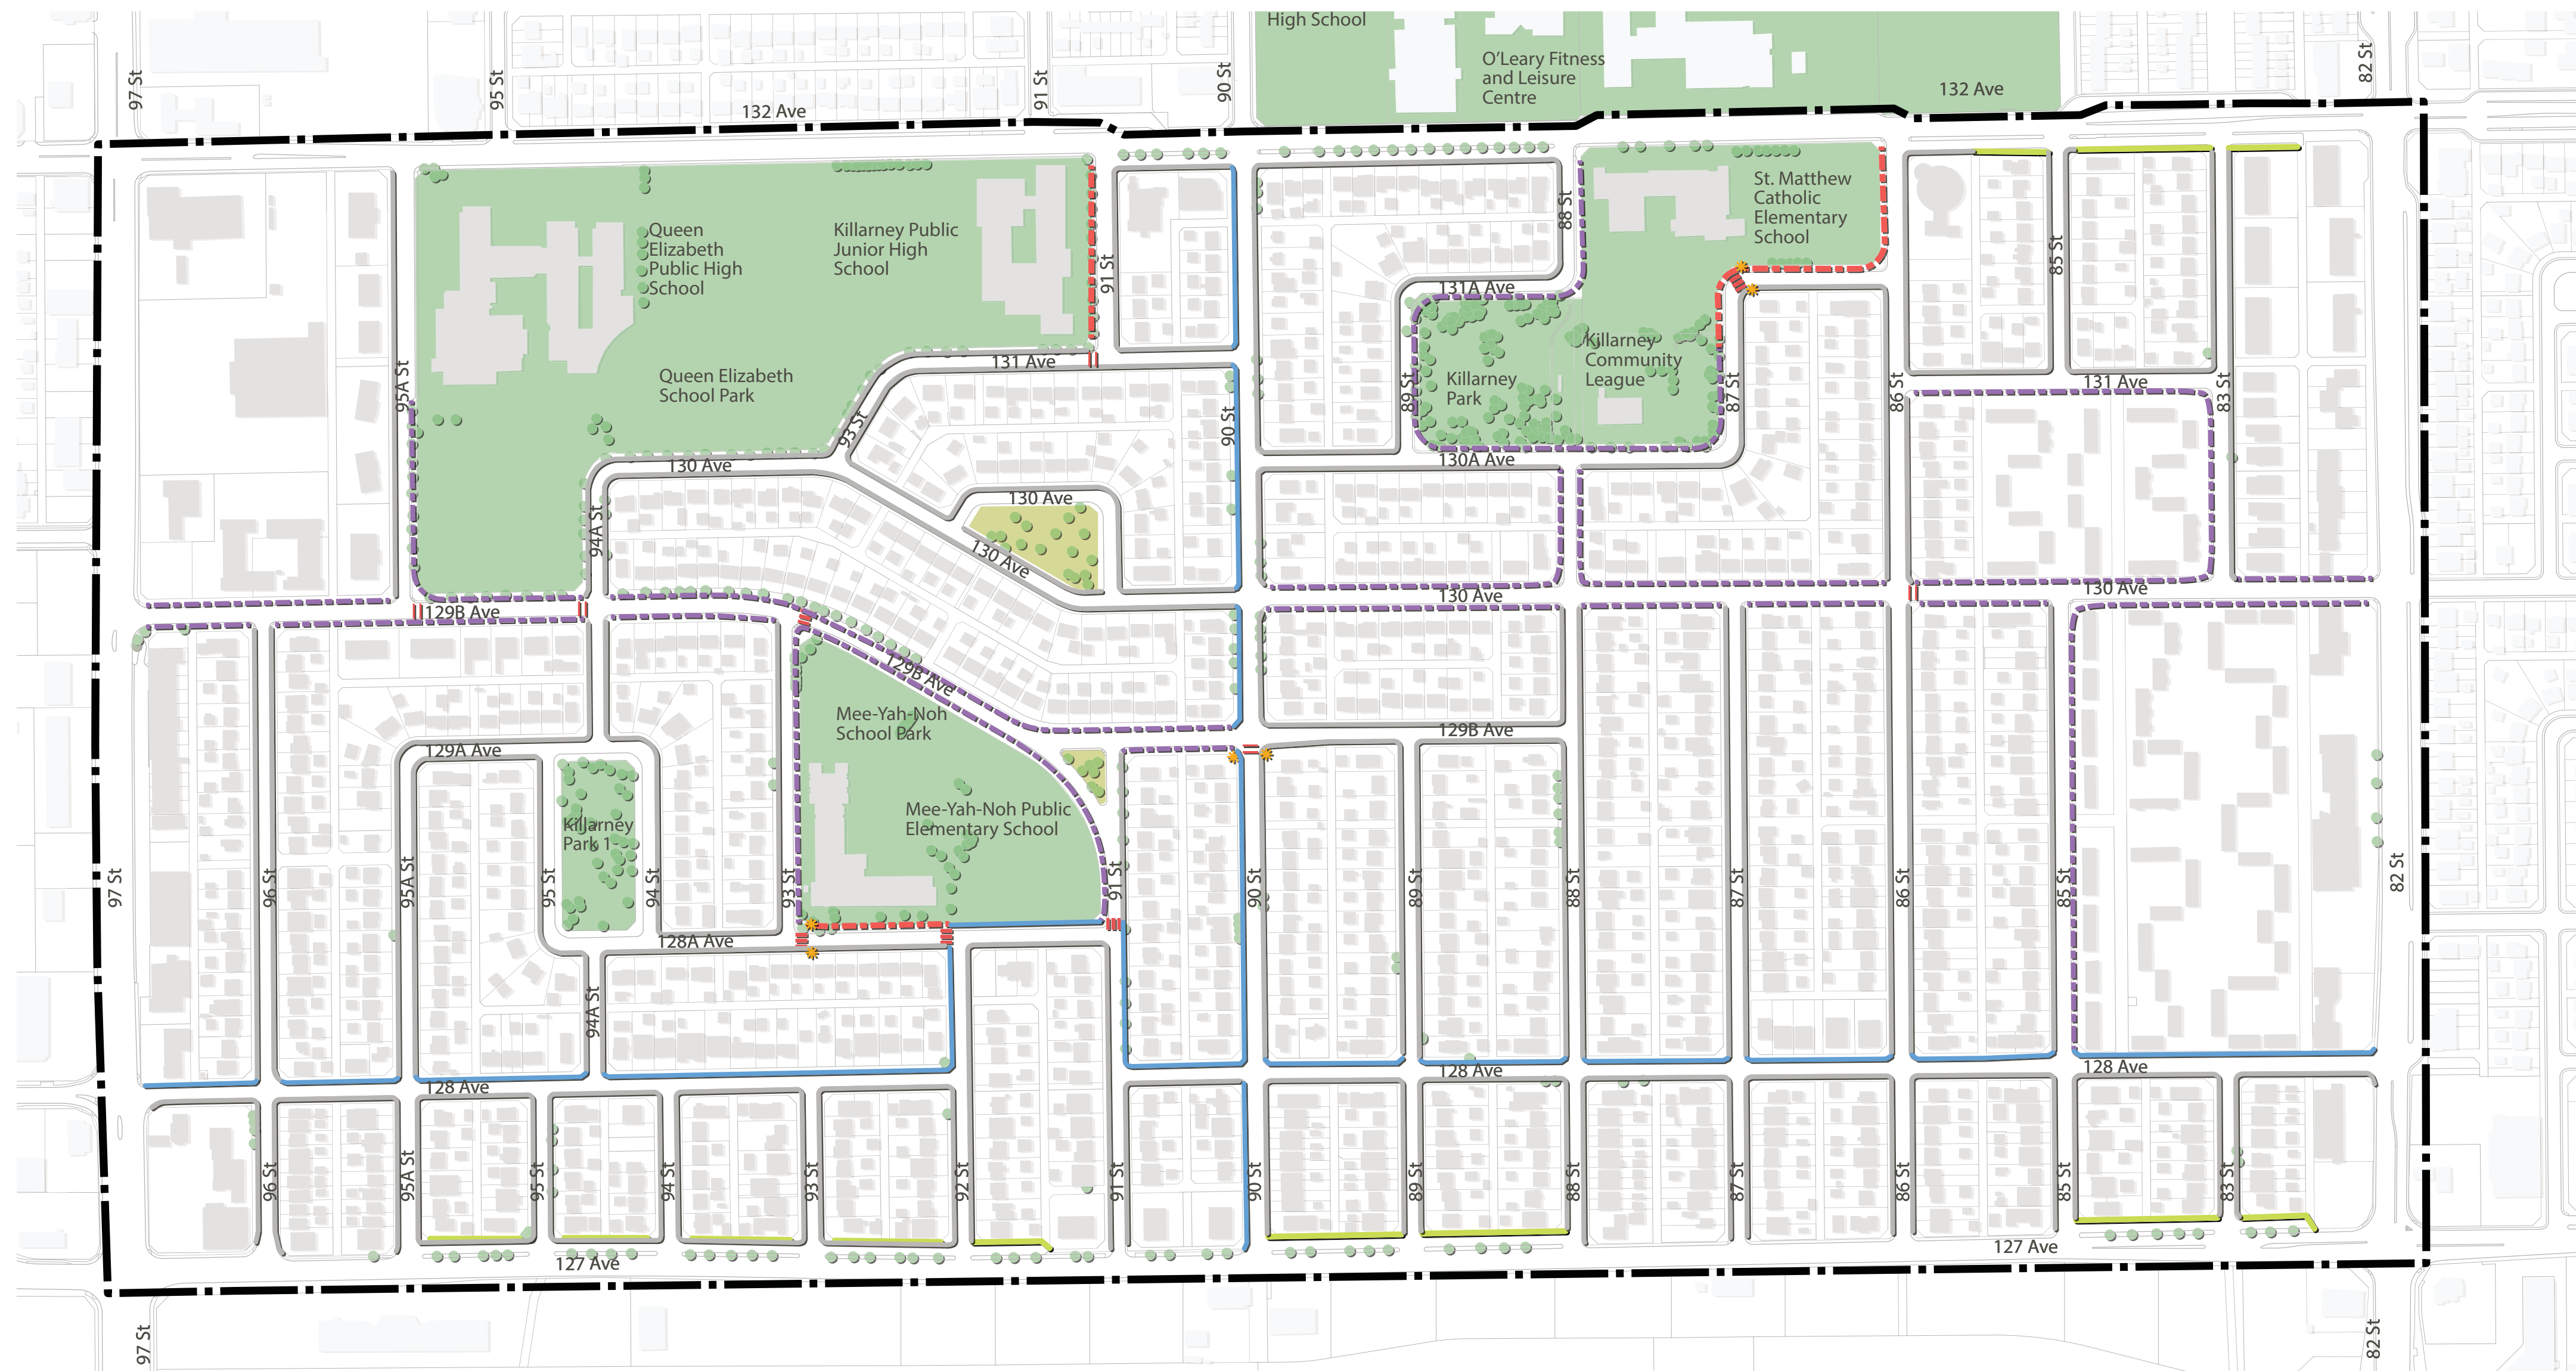 High School
O'Leary Fitness
and Leisure
Centre
97 St
95 St
91 St
90 St
82 St
132 Ave
132 Ave
Queen
Elizabeth
Public High
School
Killarney Public
Junior High
School
91 St
88 St
St. Matthew
Catholic
Elementary
School
85 St
131A Ave
95A St
131 Ave
Queen Elizabeth
School Park
93 St
90 St
89 St
Killarney
Park
Killarney
Community
League
87 St
86 St
131 Ave
83 St
130 Ave
130A Ave
94A St
130 Ave
130 Ave
129B Ave
130 Ave
130 Ave
129B Ave
Mee-Yah-Noh
School Park
129A Ave
129B Ave
Killarney
Park 1
Mee-Yah-Noh Public
Elementary School
97 St
96 St
95A St
95 St
94 St
93 St
91 St
90 St
89 St
88 St
87 St
86 St
85 St
82 St
128A Ave
94A St
128 Ave
128 Ave
128 Ave
96 St
95A St
95 St
94 St
93 St
92 St
91 St
90 St
89 St
88 St
87 St
86 St
85 St
83 St
127 Ave
127 Ave
97 St
82 St